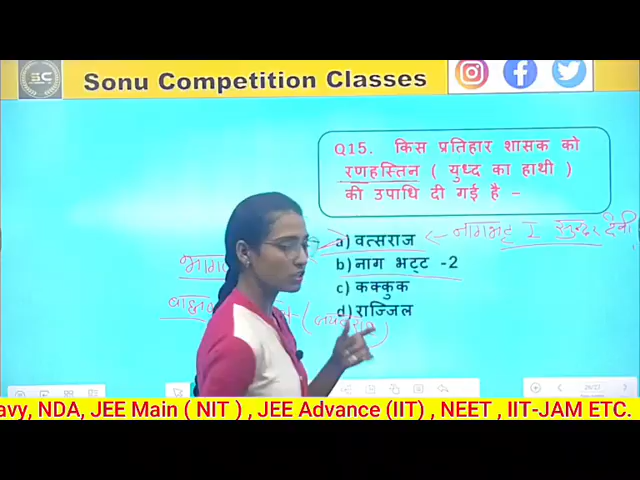 SC
Sonu Competition Classes
Q15. किस प्रतिहार शासक को
रणहस्तिन ( युध्द का हाथी )
की उपाधि दी गई है –
a) वत्सराज
नागभट्ट I
b) नाग भट्ट -2
c) कक्कुक
d) राज्जिल
avy, NDA, JEE Main ( NIT ) , JEE Advance (IIT) , NEET , IIT-JAM ETC.